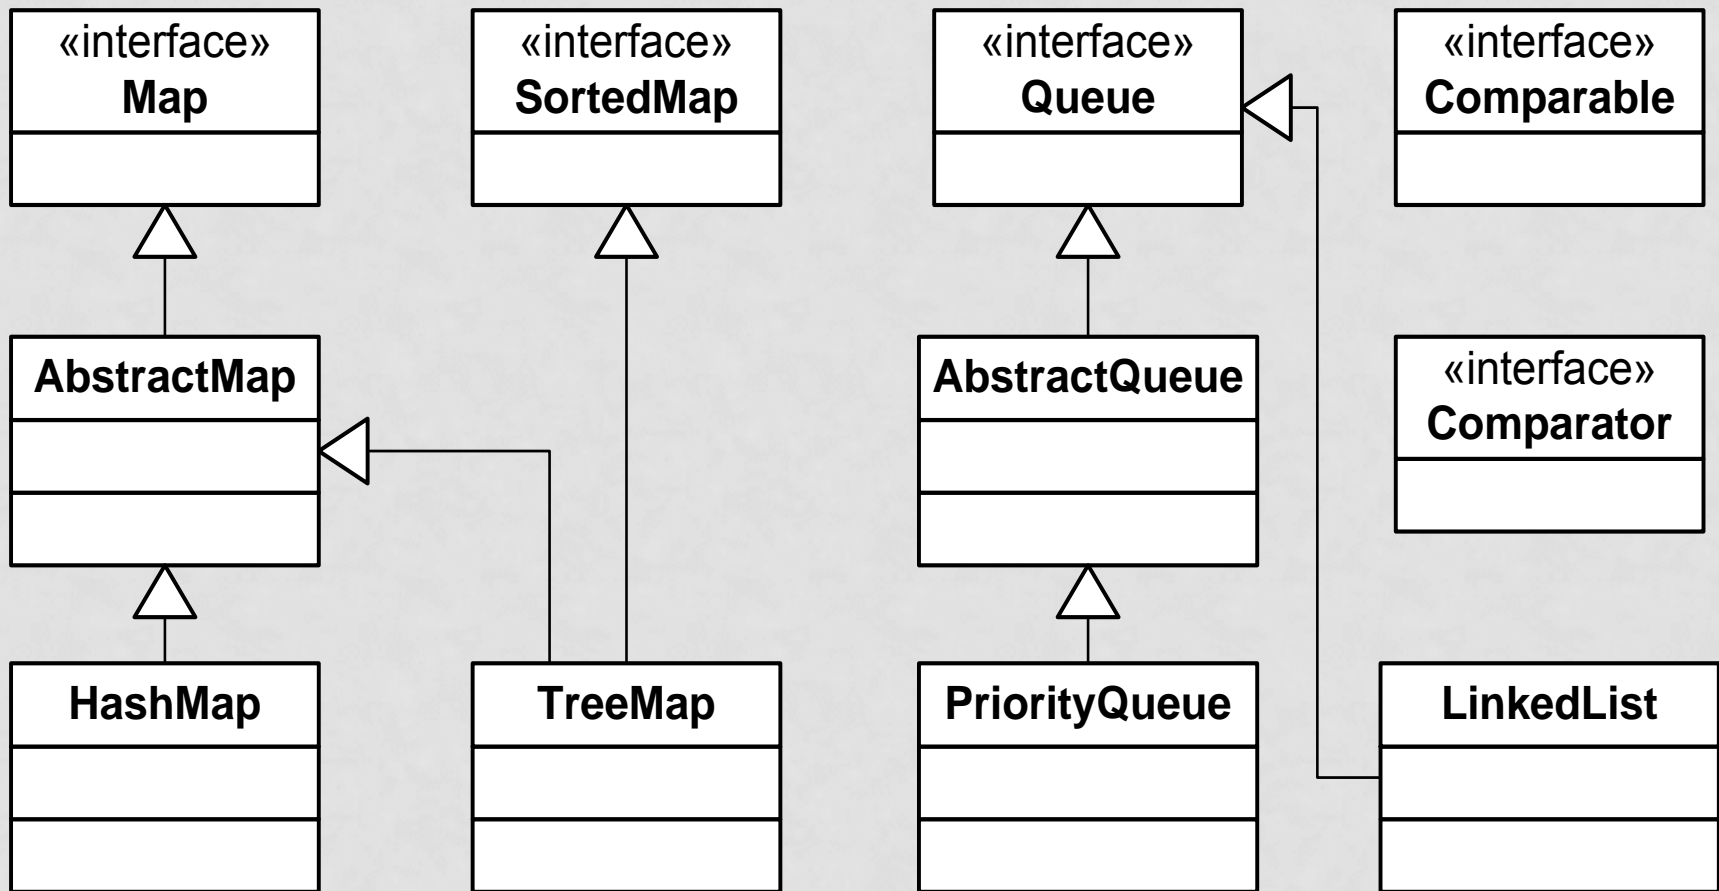 «interface»
Map
«interface»
SortedMap
«interface»
Queue
«interface»
Comparable
AbstractMap
AbstractQueue
«interface»
Comparator
HashMap
TreeMap
PriorityQueue
LinkedList